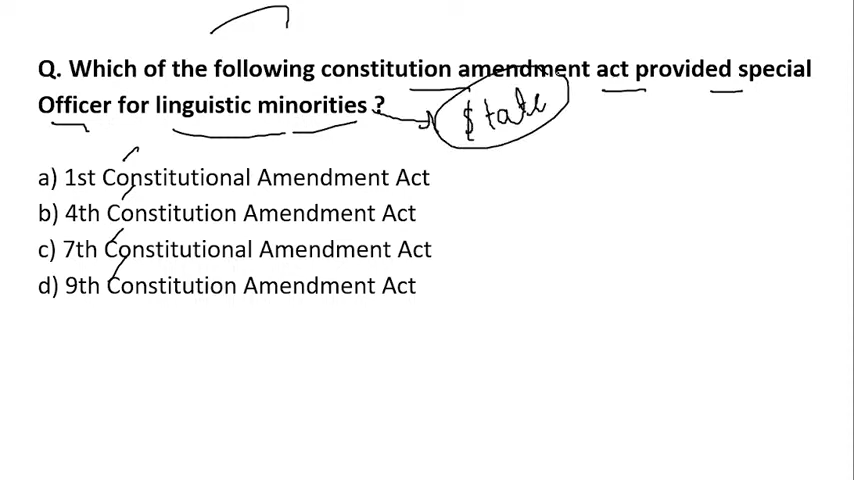 Q. Which of the following constitution amendment act provided special
Officer for linguistic minorities ?
State
a) 1st Constitutional Amendment Act
b) 4th Constitution Amendment Act
c) 7th Constitutional Amendment Act
d) 9th Constitution Amendment Act